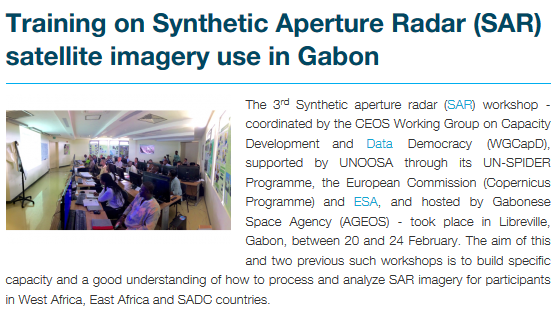 Training on Synthetic Aperture Radar (SAR)
satellite imagery use in Gabon
The 3rd Synthetic aperture radar (SAR) workshop -
coordinated by the CEOS Working Group on Capacity
Development and Data Democracy (WGCapD),
supported by UNOOSA through its UN-SPIDER
Programme, the European Commission (Copernicus
Programme) and ESA, and hosted by Gabonese
Space Agency (AGEOS) - took place in Libreville,
Gabon, between 20 and 24 February. The aim of this
and two previous such workshops is to build specific
capacity and a good understanding of how to process and analyze SAR imagery for participants
in West Africa, East Africa and SADC countries.